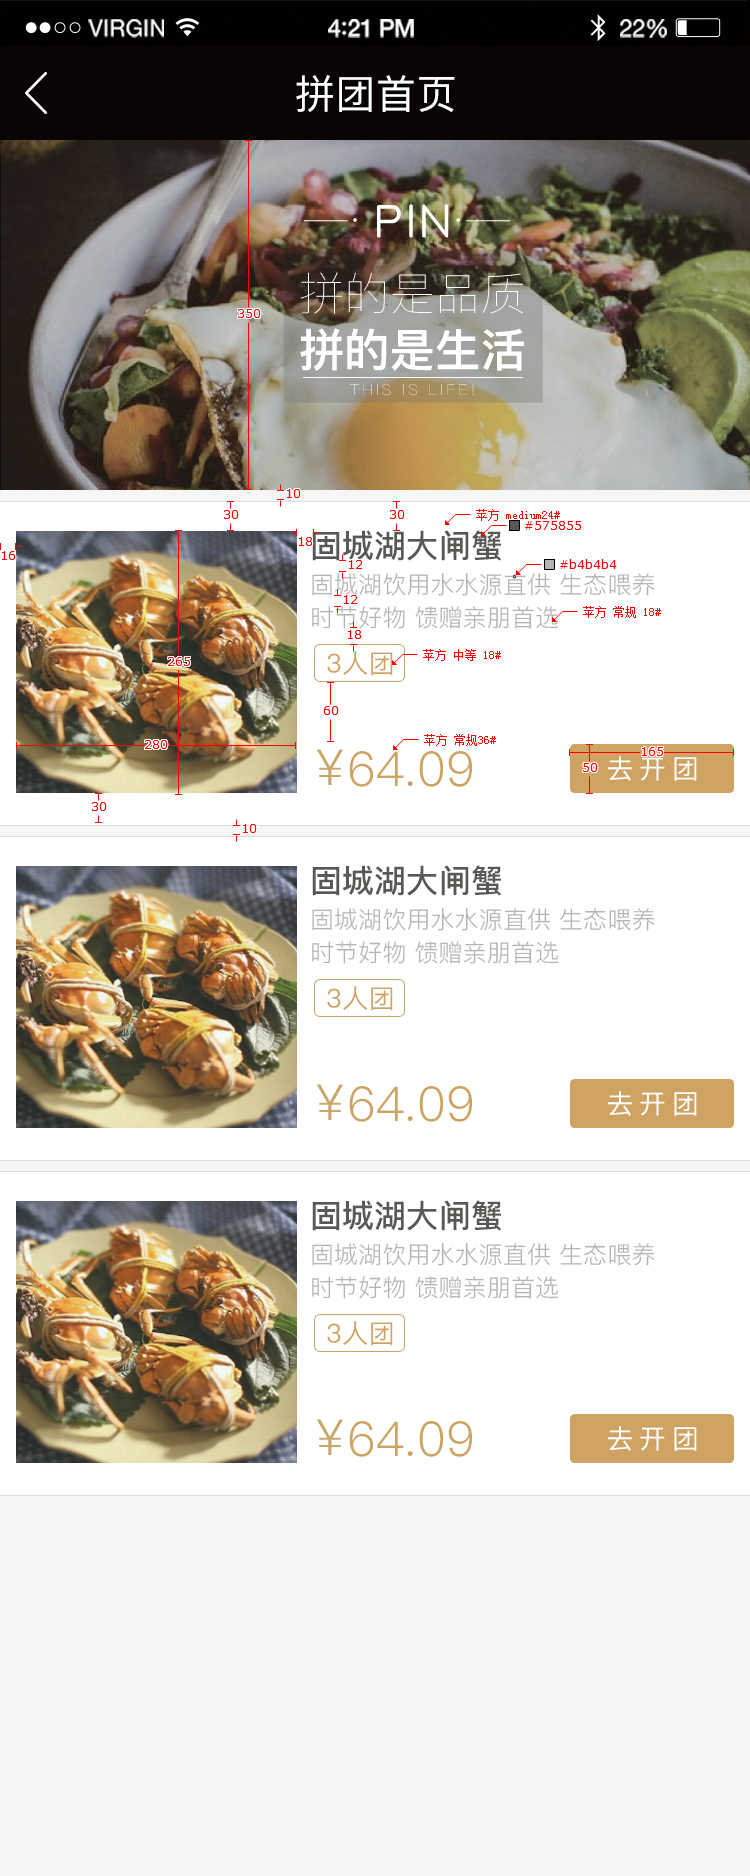 VIRGIN
4:21 PM
22%
拼团首页
PIN
350
拼的是品质
拼的是生活
THIS IS LIFE!
10
30
30
苹方 medium24#
#575855
16
18
固城湖大闸蟹
12
#b4b4b4
固城湖饮用水水源直供 生态喂养
12
时节好物 馈赠亲朋首选
苹方 常规 18#
18
265
3人团
苹方 中等 18#
60
280
苹方 常规36#
¥64.09
165
50
去开团
30
10
固城湖大闸蟹
固城湖饮用水水源直供 生态喂养
时节好物 馈赠亲朋首选
3人团
¥64.09
去开团
固城湖大闸蟹
固城湖饮用水水源直供 生态喂养
时节好物 馈赠亲朋首选
3人团
¥64.09
去开团